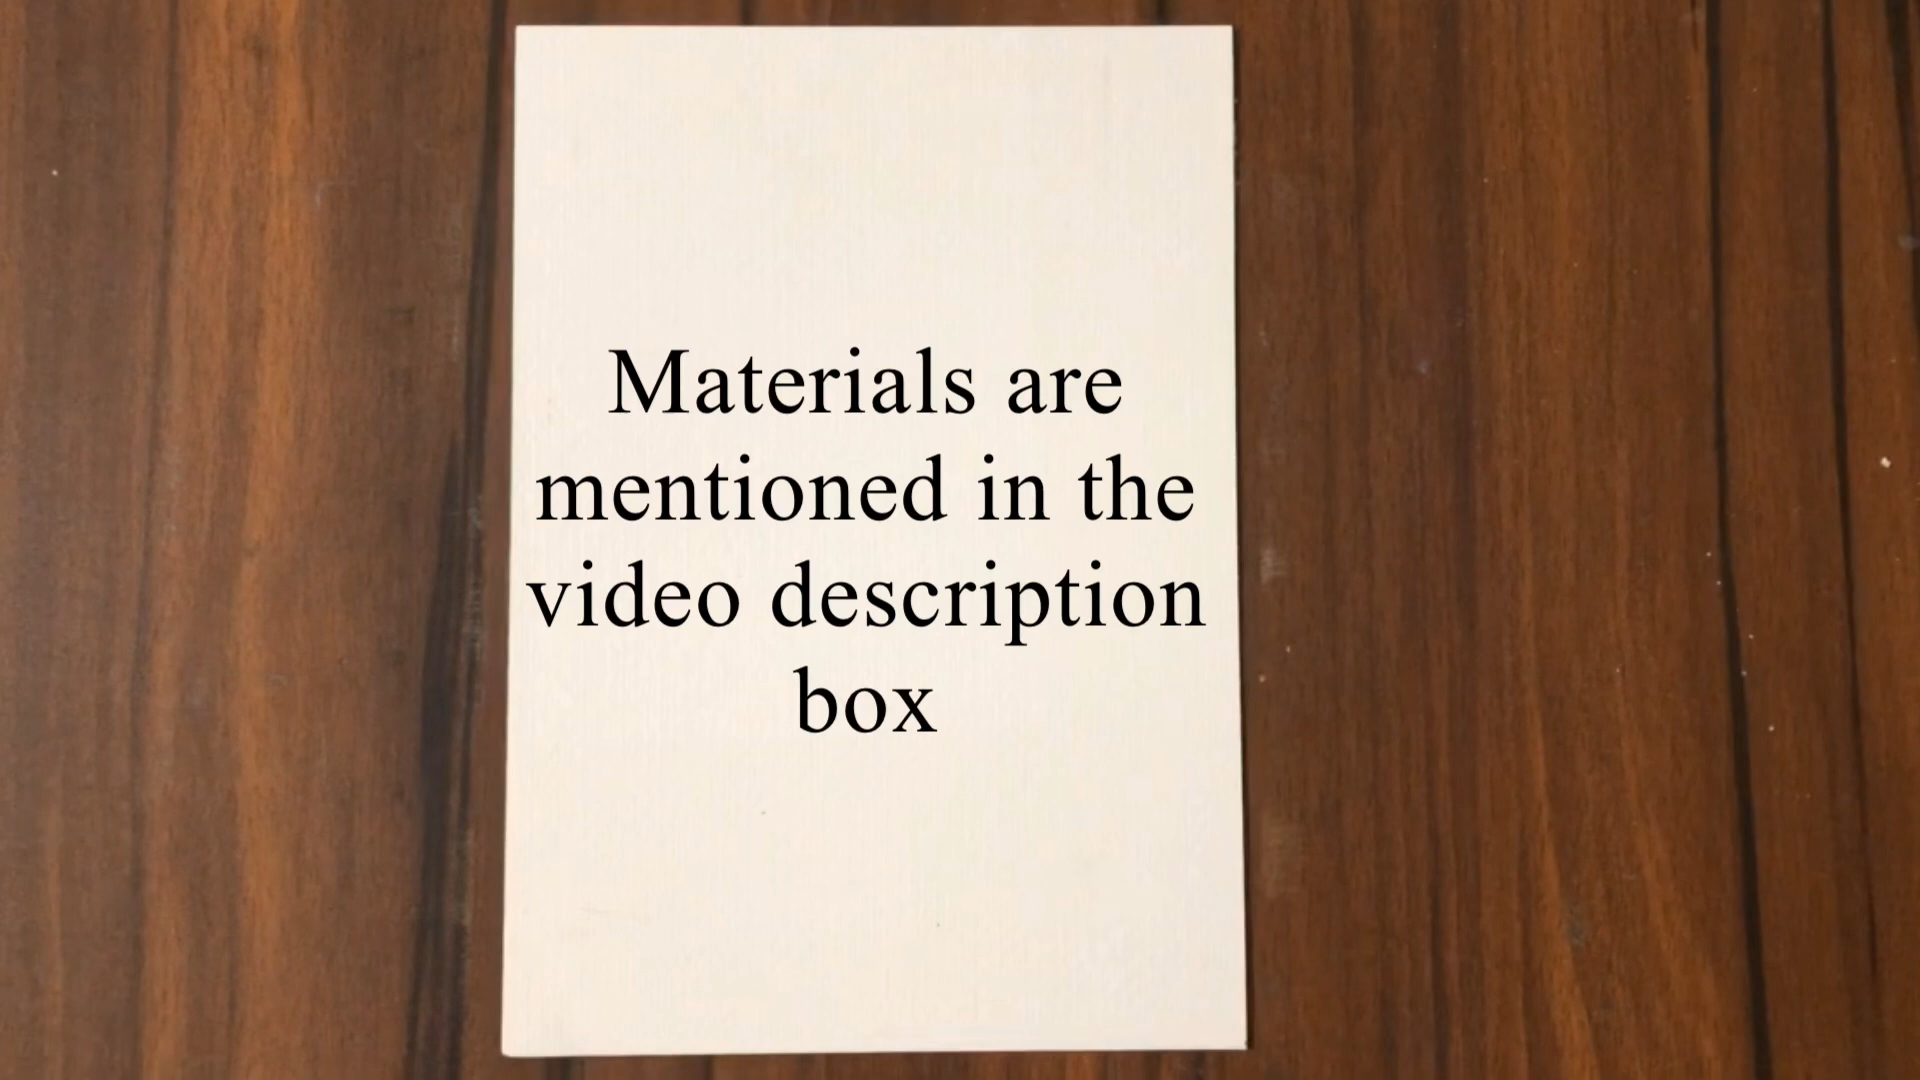 Materials are
mentioned in the
video description
box